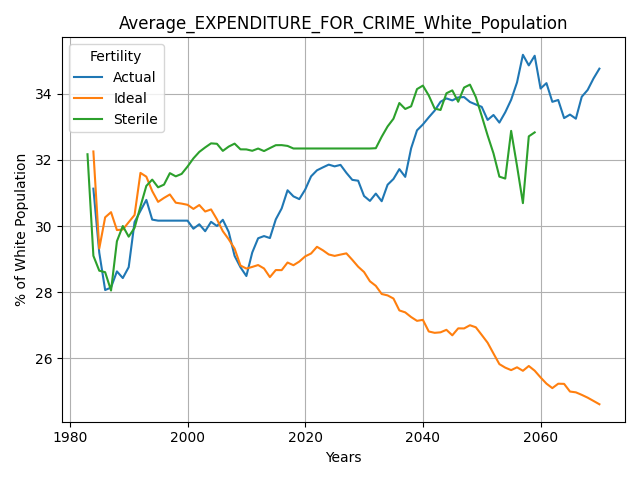 Average_EXPENDITURE_FOR_CRIME_White_Population
Fertility
Actual
Ideal
Sterile
% of White Population
34
32
30
28
26
1980
2000
2020
2040
2060
Years